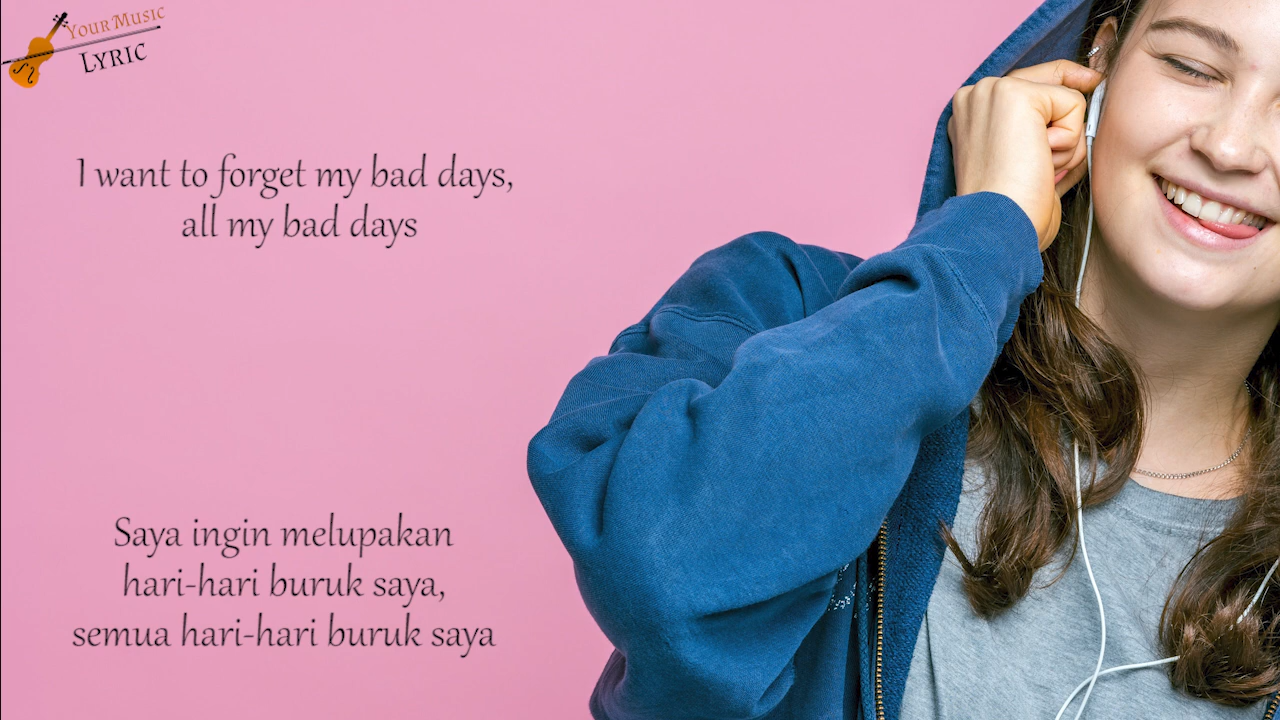 YOUR MUSIC
LYRIC
I want to forget my bad days,
all my bad days
Saya ingin melupakan
hari-hari buruk saya,
semua hari-hari buruk saya